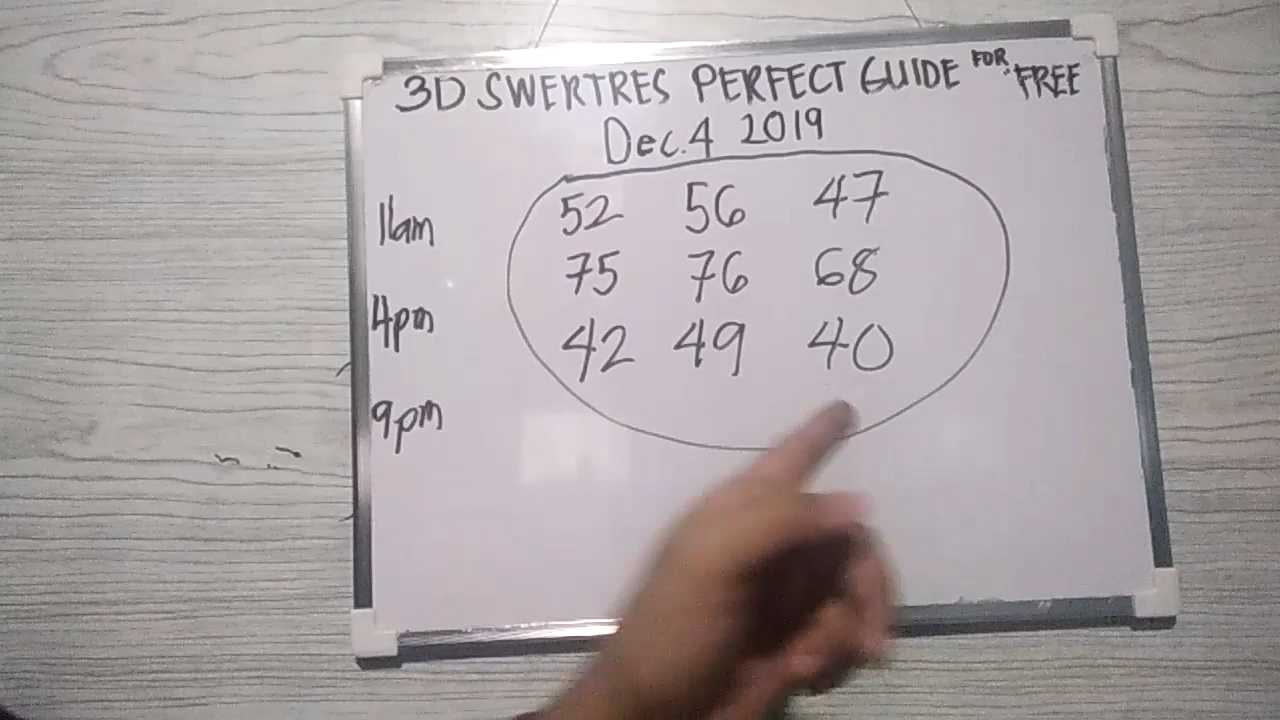 3D SWERTRES PERFECT GUIDE FOR FREE
Dec. 4 2019
11am
52 56 47
75 76 68
4pm
42 49 40
9pm